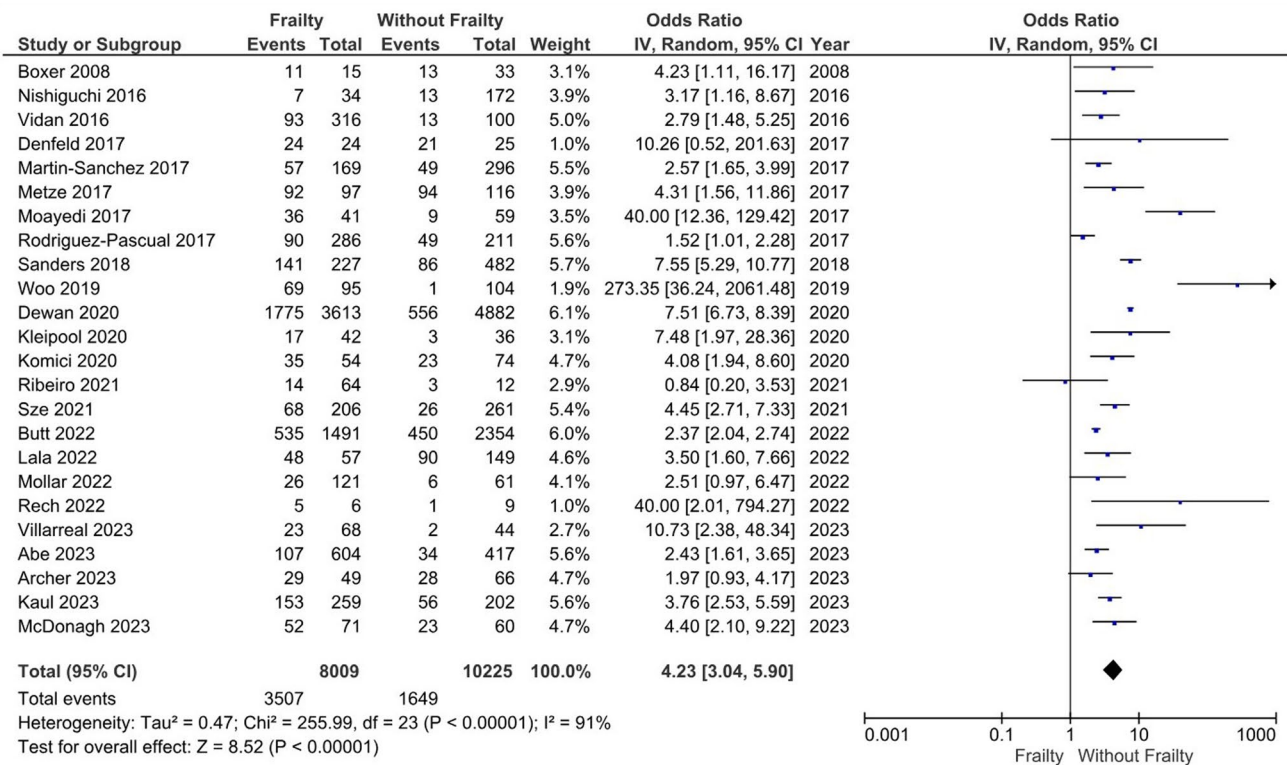 Frailty Without Frailty Odds Ratio Odds Ratio
Study or Subgroup Events Total Events Total Weight IV, Random, 95% CI Year IV, Random, 95% CI
Boxer 2008 11 15 13 33 3.1% 4.23 [1.11, 16.17] 2008
Nishiguchi 2016 7 34 13 172 3.9% 3.17 [1.16, 8.67] 2016
Vidan 2016 93 316 13 100 5.0% 2.79 [1.48, 5.25] 2016
Denfeld 2017 24 24 21 25 1.0% 10.26 [0.52, 201.63] 2017
Martin-Sanchez 2017 57 169 49 296 5.5% 2.57 [1.65, 3.99] 2017
Metze 2017 92 97 94 116 3.9% 4.31 [1.56, 11.86] 2017
Moayedi 2017 36 41 9 59 3.5% 40.00 [12.36, 129.42] 2017
Rodriguez-Pascual 2017 90 286 49 211 5.6% 1.52 [1.01, 2.28] 2017
Sanders 2018 141 227 86 482 5.7% 7.55 [5.29, 10.77] 2018
Woo 2019 69 95 1 104 1.9% 273.35 [36.24, 2061.48] 2019
Dewan 2020 1775 3613 556 4882 6.1% 7.51 [6.73, 8.39] 2020
Kleipool 2020 17 42 3 36 3.1% 7.48 [1.97, 28.36] 2020
Komici 2020 35 54 23 74 4.7% 4.08 [1.94, 8.60] 2020
Ribeiro 2021 14 64 3 12 2.9% 0.84 [0.20, 3.53] 2021
Sze 2021 68 206 26 261 5.4% 4.45 [2.71, 7.33] 2021
Butt 2022 535 1491 450 2354 6.0% 2.37 [2.04, 2.74] 2022
Lala 2022 48 57 90 149 4.6% 3.50 [1.60, 7.66] 2022
Mollar 2022 26 121 6 61 4.1% 2.51 [0.97, 6.47] 2022
Rech 2022 5 6 1 9 1.0% 40.00 [2.01, 794.27] 2022
Villarreal 2023 23 68 2 44 2.7% 10.73 [2.38, 48.34] 2023
Abe 2023 107 604 34 417 5.6% 2.43 [1.61, 3.65] 2023
Archer 2023 29 49 28 66 4.7% 1.97 [0.93, 4.17] 2023
Kaul 2023 153 259 56 202 5.6% 3.76 [2.53, 5.59] 2023
McDonagh 2023 52 71 23 60 4.7% 4.40 [2.10, 9.22] 2023
Total (95% CI) 8009 10225 100.0% 4.23 [3.04, 5.90]
Total events 3507 1649
Heterogeneity: Tau² = 0.47; Chi² = 255.99, df = 23 (P < 0.00001); I² = 91%
Test for overall effect: Z = 8.52 (P < 0.00001)
0.001 0.1 1 10 1000
Frailty Without Frailty